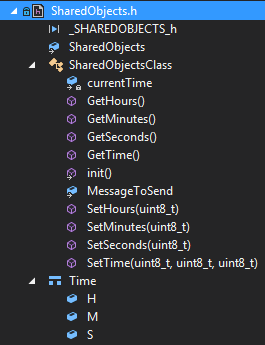 SharedObjects.h
_SHAREDOBJECTS_h
SharedObjects
SharedObjectsClass
currentTime
GetHours()
GetMinutes()
GetSeconds()
GetTime()
init()
MessageToSend
SetHours(uint8_t)
SetMinutes(uint8_t)
SetSeconds(uint8_t)
SetTime(uint8_t, uint8_t, uint8_t)
Time
H
M
S